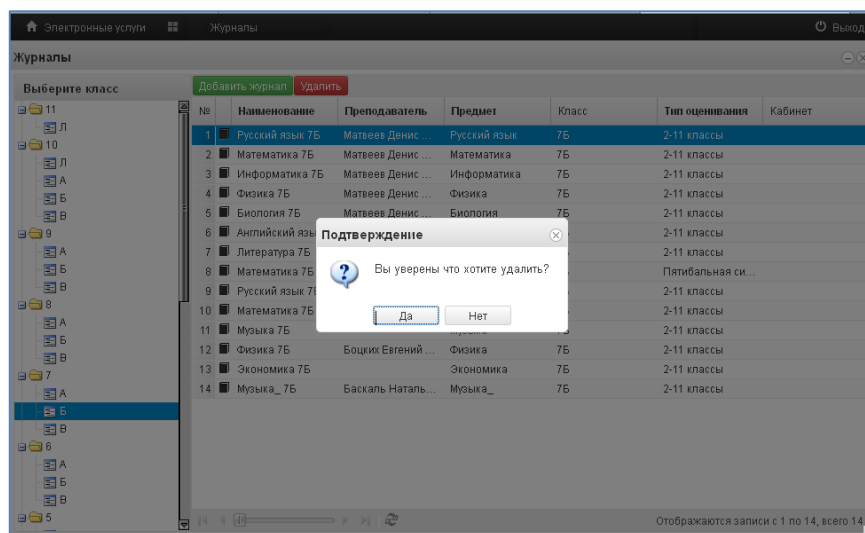 Электронные услуги Журналы Выход
Журналы
Выберите класс
Добавить журнал Удалить
№ Наименование Преподаватель Предмет Класс Тип оценивания Кабинет
11
Л
10
Л
А
Б
В
9
А
Б
В
8
А
Б
В
7
А
Б
В
6
А
Б
В
5
1 Русский язык 7Б Матвеев Денис ... Русский язык 7Б 2-11 классы
2 Математика 7Б Матвеев Денис ... Математика 7Б 2-11 классы
3 Информатика 7Б Матвеев Денис ... Информатика 7Б 2-11 классы
4 Физика 7Б Матвеев Денис ... Физика 7Б 2-11 классы
5 Биология 7Б Матвеев Денис ... Биология 7Б 2-11 классы
6 Английский 2-11 классы
7 Литература 7Б 2-11 классы
8 Математика 7Б Пятибальная си...
9 Русский язык 2-11 классы
10 Математика 7Б 2-11 классы
11 Музыка 7Б 7Б 2-11 классы
12 Физика 7Б Боцких Евгений ... Физика 7Б 2-11 классы
13 Экономика 7Б Экономика 7Б 2-11 классы
14 Музыка_ 7Б Баскаль Наталь... Музыка_ 7Б 2-11 классы
Подтверждение
Вы уверены что хотите удалить?
Да Нет
Отображаются записи с 1 по 14, всего 14